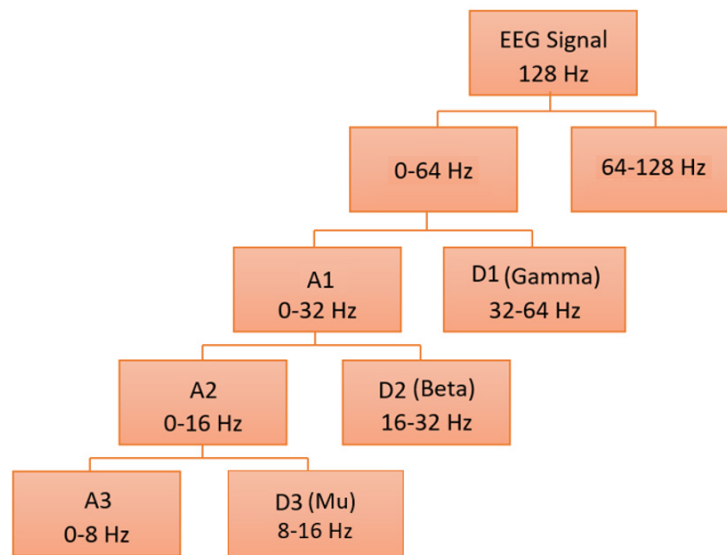 EEG Signal
128 Hz
0-64 Hz
64-128 Hz
A1
0-32 Hz
D1 (Gamma)
32-64 Hz
A2
0-16 Hz
D2 (Beta)
16-32 Hz
A3
0-8 Hz
D3 (Mu)
8-16 Hz